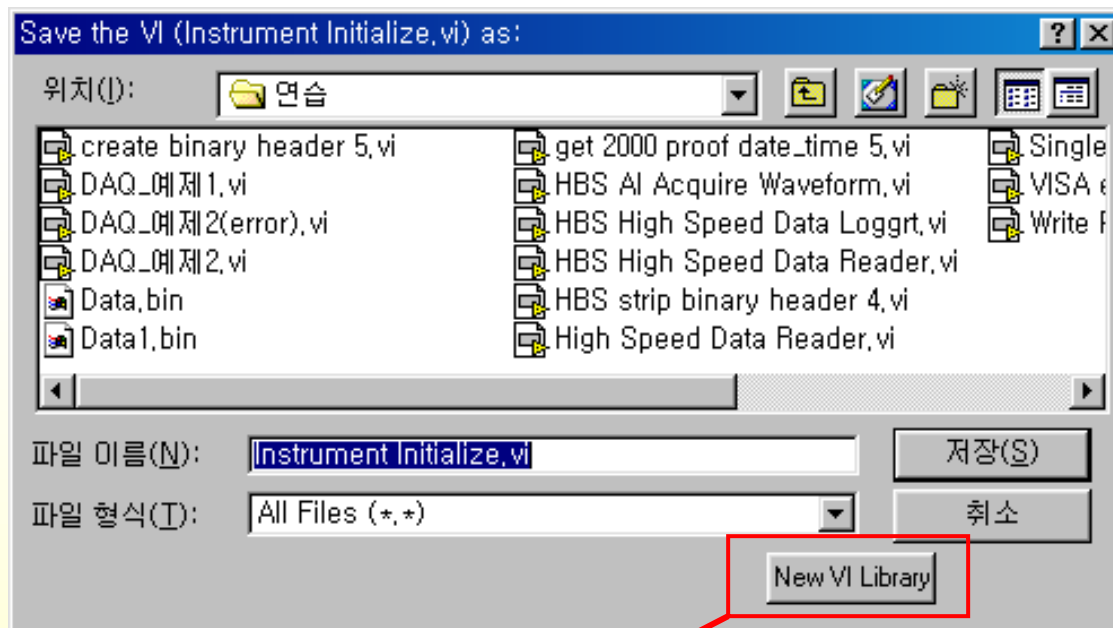 Save the VI (Instrument Initialize.vi) as:
위치(I):
연습
create binary header 5.vi
DAQ_예제1.vi
DAQ_예제2(error).vi
DAQ_예제2.vi
Data.bin
Data1.bin
get 2000 proof date_time 5.vi
HBS AI Acquire Waveform.vi
HBS High Speed Data Loggrt.vi
HBS High Speed Data Reader.vi
HBS strip binary header 4.vi
High Speed Data Reader.vi
Single
VISA
Write
파일 이름(N):
Instrument Initialize.vi
저장(S)
파일 형식(T):
All Files (*.*)
취소
New VI Library